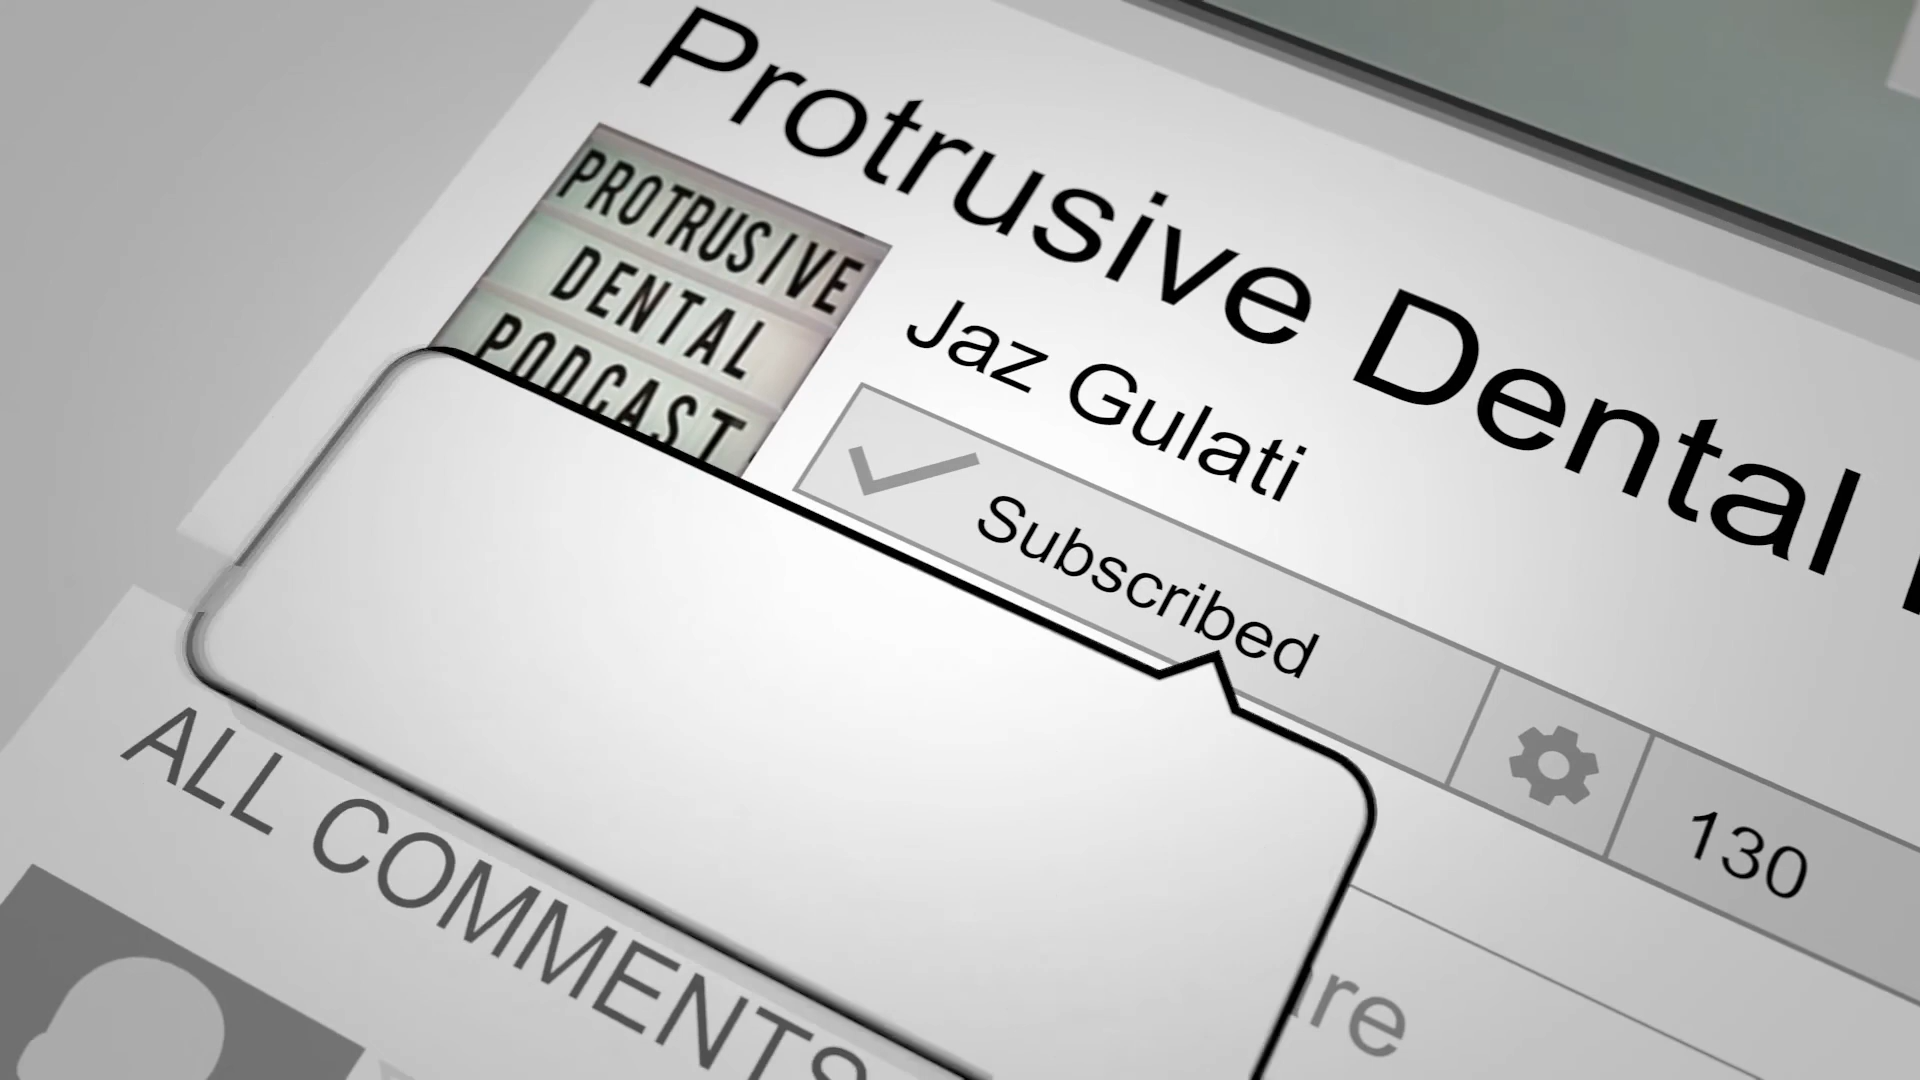 Protrusive Dental
PROTRUSIVE
DENTAL
PODCAST
Jaz Gulati
Subscribed
130
ALL COMMENTS